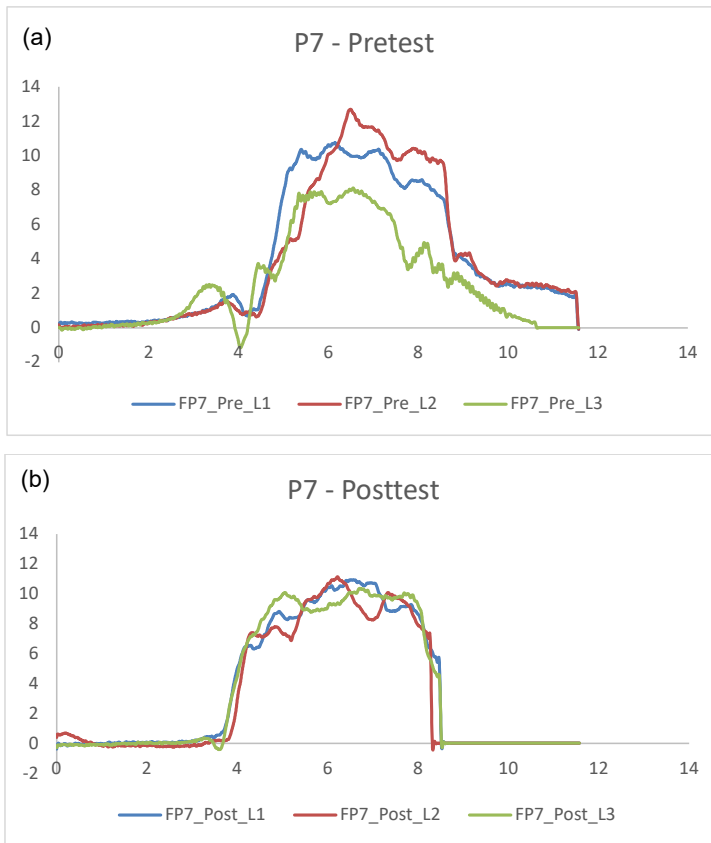 (a)
P7 - Pretest
14
12
10
8
6
4
2
0
-2
0 2 4 6 8 10 12 14
FP7_Pre_L1 FP7_Pre_L2 FP7_Pre_L3
(b)
P7 - Posttest
14
12
10
8
6
4
2
0
-2
0 2 4 6 8 10 12 14
FP7_Post_L1 FP7_Post_L2 FP7_Post_L3